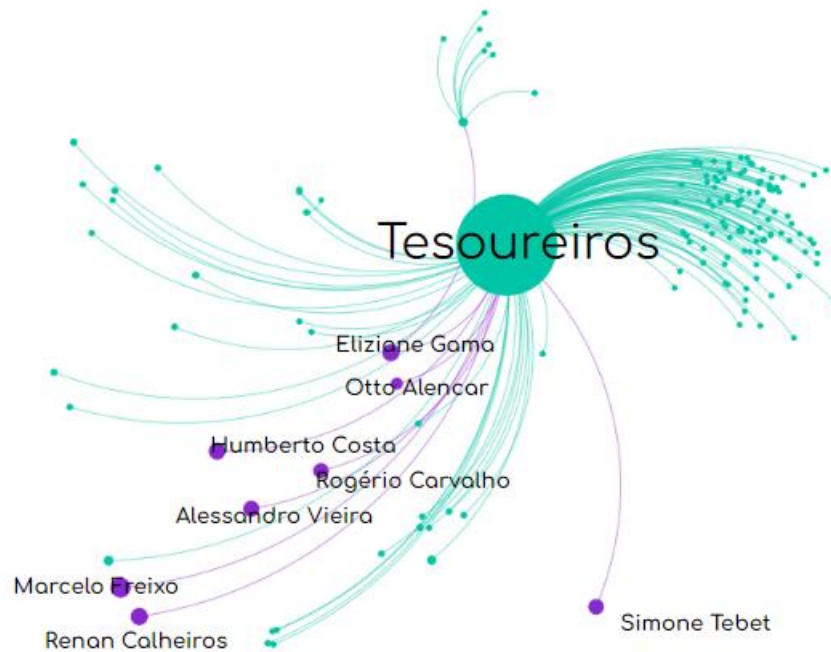 Tesoureiros
Eliziane Gama
Otto Alencar
Humberto Costa
Rogério Carvalho
Alessandro Vieira
Marcelo Freixo
Simone Tebet
Renan Calheiros